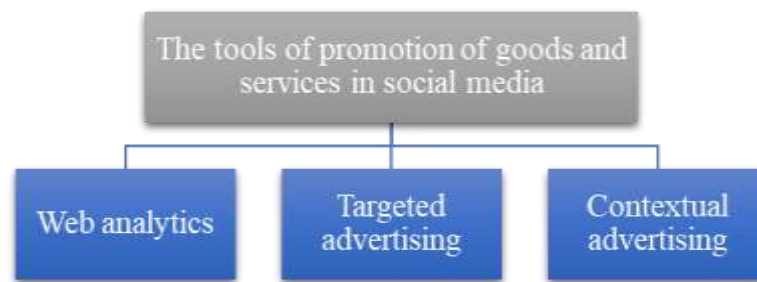 The tools of promotion of goods and
services in social media
Web analytics
Targeted
advertising
Contextual
advertising